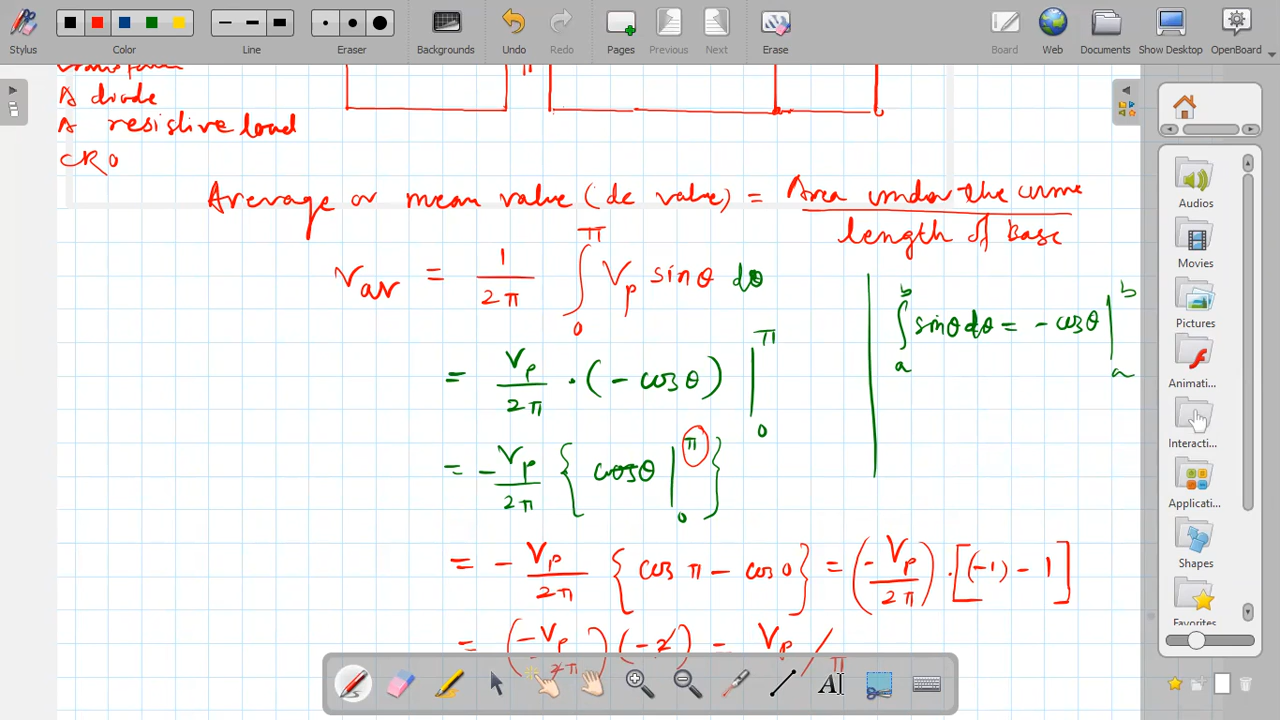 Stylus Color Line Eraser Backgrounds Undo Redo Pages Previous Next Erase Board Web Documents Show Desktop OpenBoard
A diode
A resistive load
CRO
π
Average or mean value (dc value) = Area under the curve / length of Base
Vav = 1/2π ∫₀^π Vp sinθ dθ
∫ₐᵇ sinθ dθ = - cosθ |ₐᵇ
= Vp/2π · (- cosθ) |₀^π
= - Vp/2π { cosθ |₀^π }
= - Vp/2π { cos π - cos 0 } = (- Vp/2π) · [(-1) - 1]
= (-Vp/2π) (-2) = Vp/π
Audios
Movies
Pictures
Animati...
Interacti...
Applicati...
Shapes
Favorites